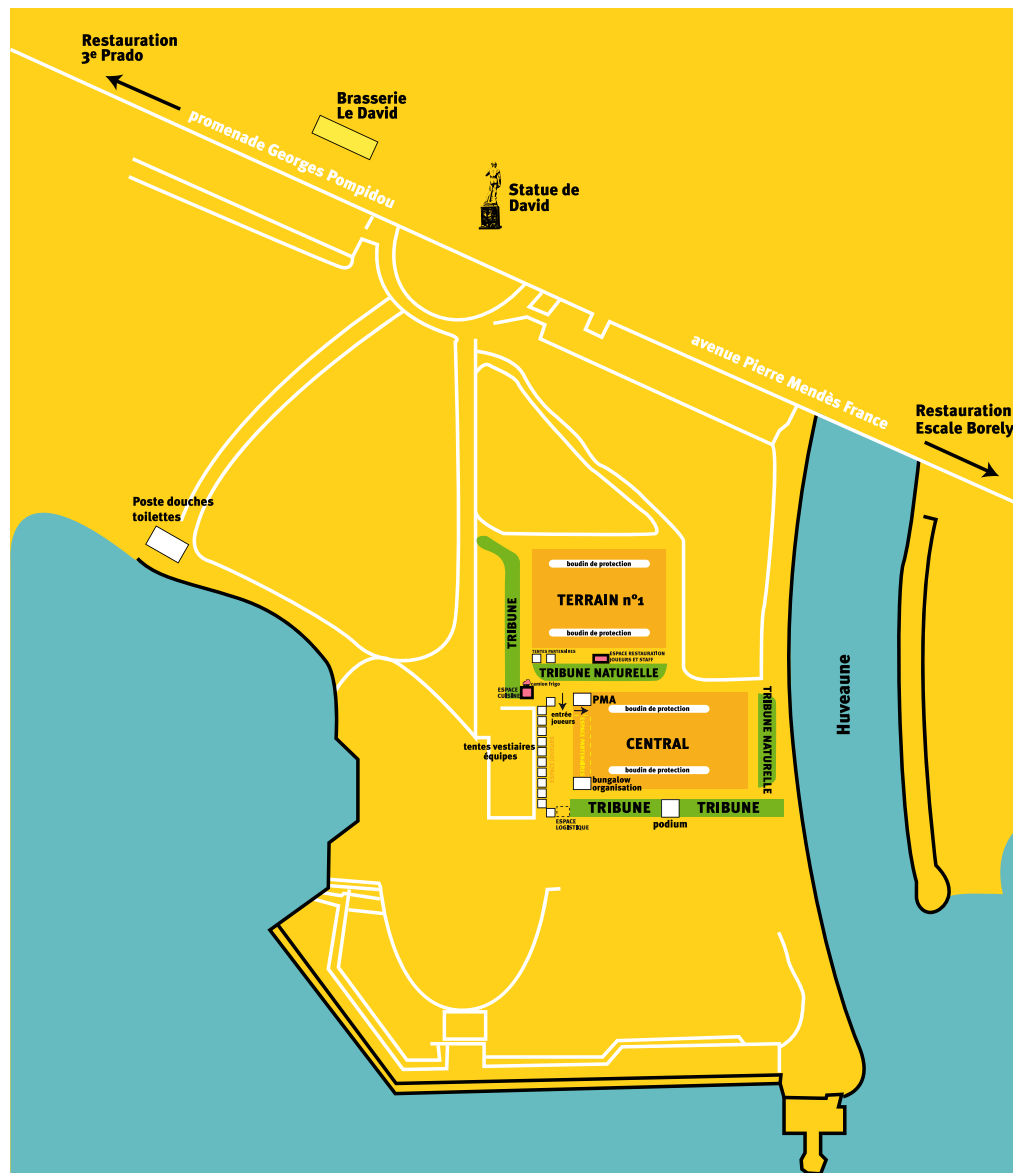 Restauration
3e Prado
Brasserie
Le David
promenade Georges Pompidou
Statue de
David
avenue Pierre Mendès France
Restauration
Escale Borely
Poste douches
toilettes
boudin de protection
TERRAIN n°1
boudin de protection
TRIBUNE
TENTES PARTENAIRES
ESPACE RESTAURATION
JOUEURS ET STAFF
TRIBUNE NATURELLE
camion frigo
ESPACE
CUISINE
PMA
entrée
joueurs
boudin de protection
CENTRAL
boudin de protection
ESPACE PARTENAIRES
TRIBUNE NATURELLE
Huveaune
tentes vestiaires
équipes
bungalow
organisation
TRIBUNE
TRIBUNE
ESPACE
LOGISTIQUE
podium